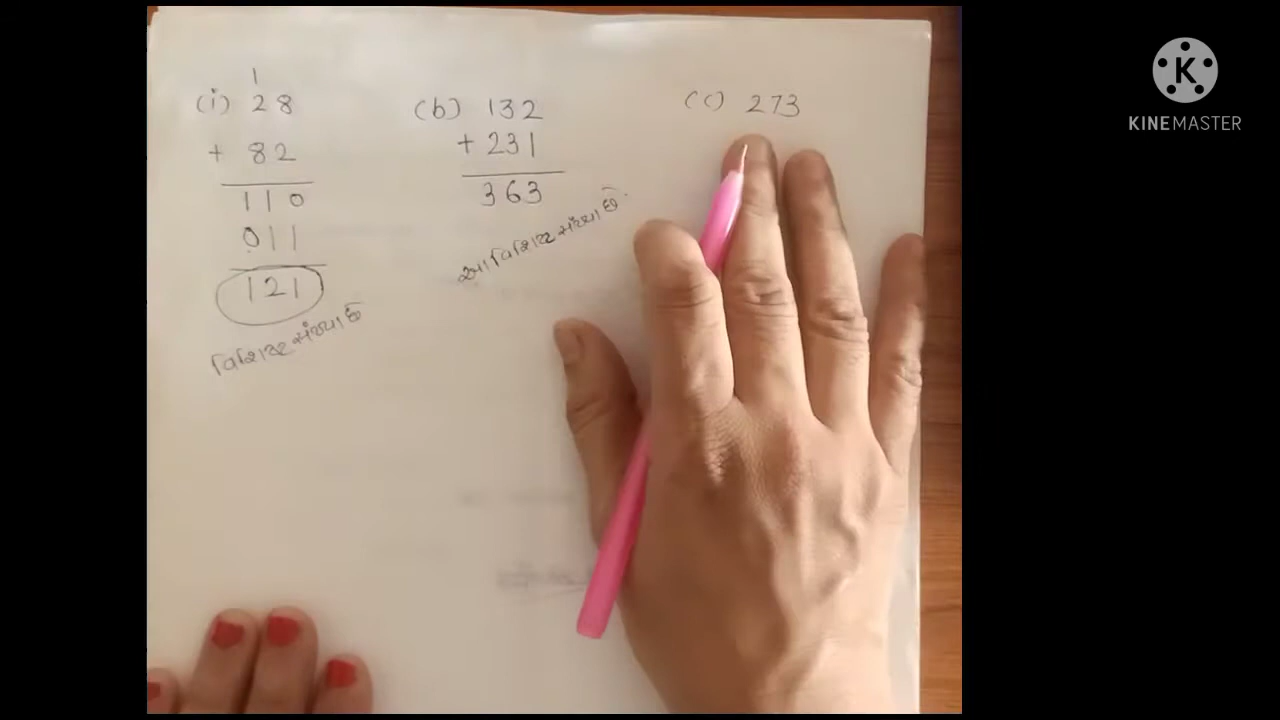 1
(i) 28
+ 82
110
011
121
વિશિષ્ટ સંખ્યા છે
(b) 132
+ 231
363
આ વિશિષ્ટ સંખ્યા છે.
(c) 273
K
KINEMASTER